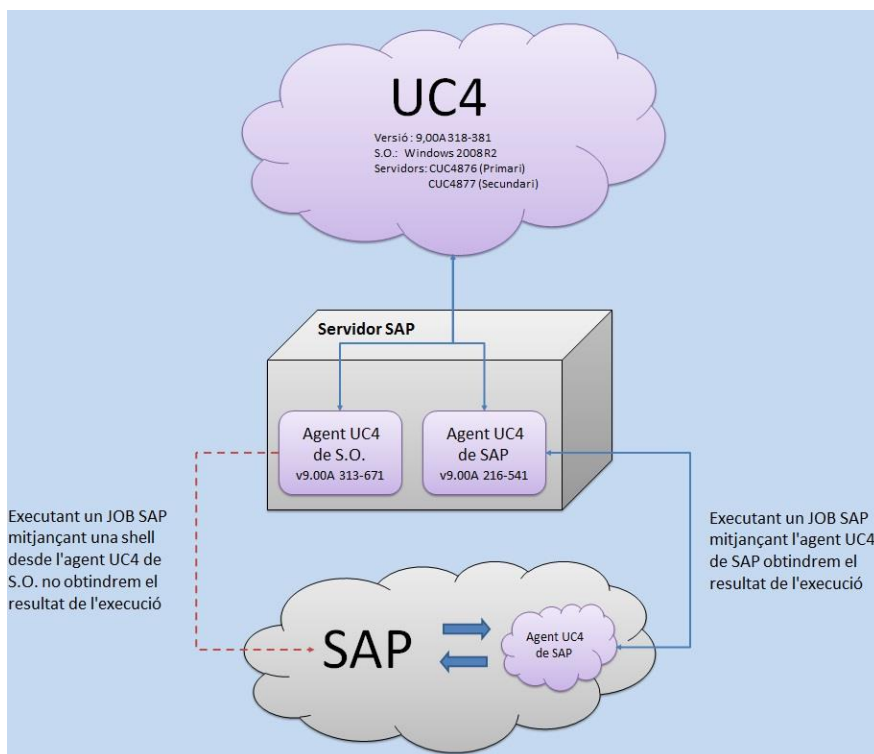 UC4
Versió : 9,00A318-381
S.O.: Windows 2008R2
Servidors: CUC4876 (Primari)
CUC4877 (Secundari)
Servidor SAP
Agent UC4
de S.O.
v9.00A 313-671
Agent UC4
de SAP
v9.00A 216-541
Executant un JOB SAP
mitjançant una shell
desde l'agent UC4 de
S.O. no obtindrem el
resultat de l'execució
Executant un JOB SAP
mitjançant l'agent UC4
de SAP obtindrem el
resultat de l'execució
SAP
Agent UC4
de SAP